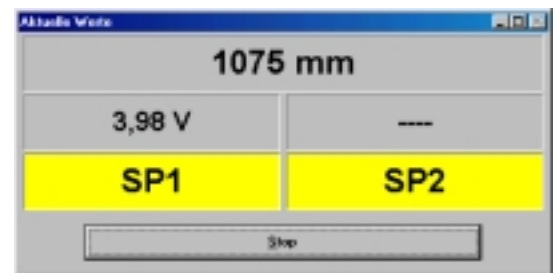 Aktuelle Werte
1075 mm
3,98 V ----
SP1 SP2
Stop